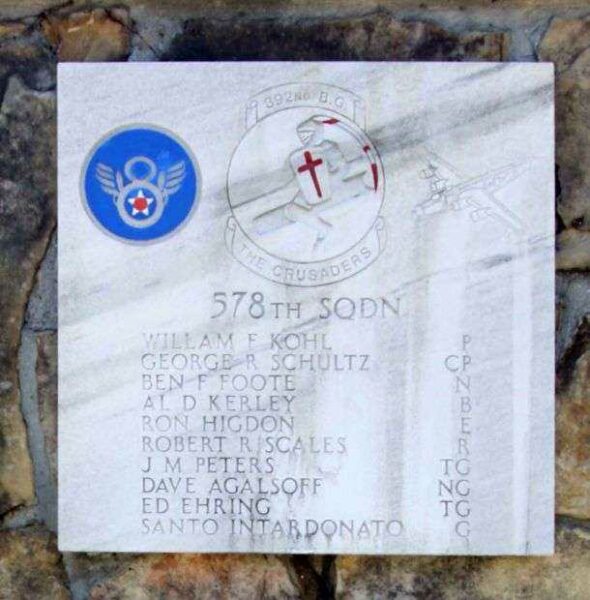 392ND B.G.
THE CRUSADERS
578TH SQDN
WILLAM F KOHL P
GEORGE R SCHULTZ CP
BEN F FOOTE N
AL D KERLEY B
RON HIGDON E
ROBERT R SCALES R
J M PETERS TG
DAVE AGALSOFF NG
ED EHRING TG
SANTO INTARDONATO G